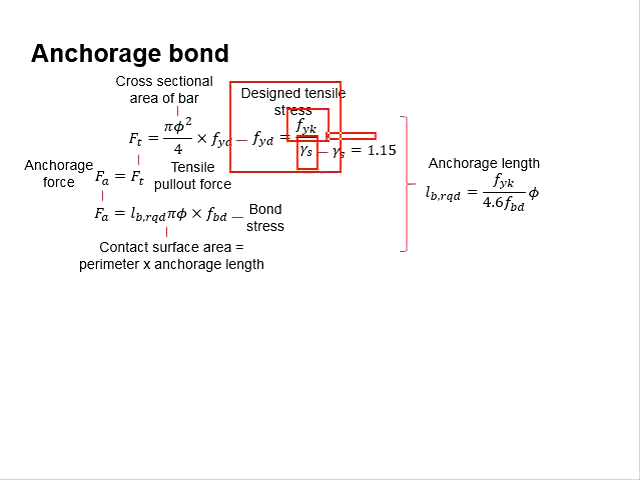 Anchorage bond
Cross sectional
area of bar
Designed tensile
stress
F_t = πϕ²/4 × f_yd — f_yd = f_yk/γ_s — γ_s = 1.15
Anchorage
force
F_a = F_t
Tensile
pullout force
F_a = l_b,rqd πϕ × f_bd —
Bond
stress
Contact surface area =
perimeter x anchorage length
Anchorage length
l_b,rqd = f_yk/4.6f_bd ϕ